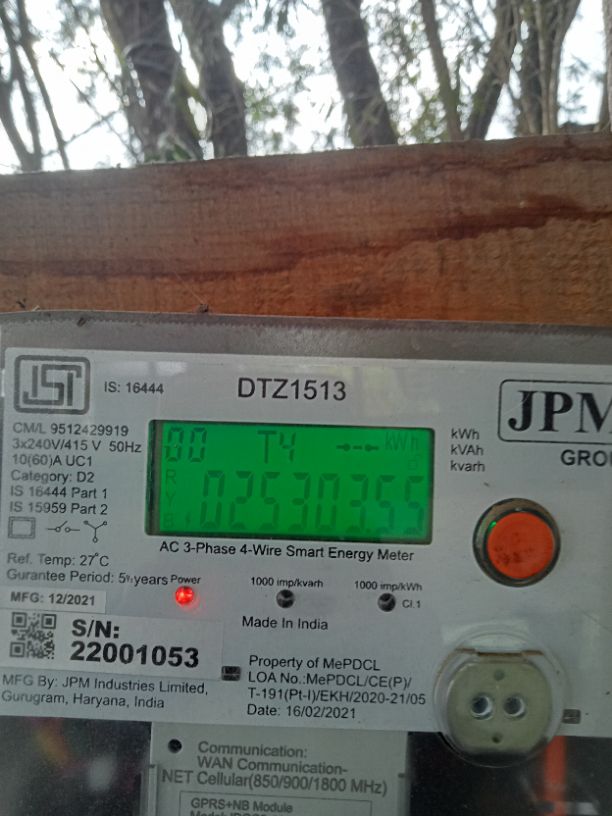 ISI
IS: 16444
DTZ1513
JPM
GROU
CM/L 9512429919
3x240V/415 V 50Hz
10(60)A UC1
Category: D2
IS 16444 Part 1
IS 15959 Part 2
00 T4 kWh
R
Y
02530355
kWh
kVAh
kvarh
AC 3-Phase 4-Wire Smart Energy Meter
Ref. Temp: 27°C
Gurantee Period: 5½ years
Power
1000 imp/kvarh
1000 imp/kWh
Cl.1
MFG: 12/2021
Made In India
S/N:
22001053
MFG By: JPM Industries Limited,
Gurugram, Haryana, India
Property of MePDCL
LOA No.:MePDCL/CE(P)/
T-191(Pt-I)/EKH/2020-21/05
Date: 16/02/2021
Communication:
WAN Communication-
NET Cellular(850/900/1800 MHz)
GPRS+NB Module